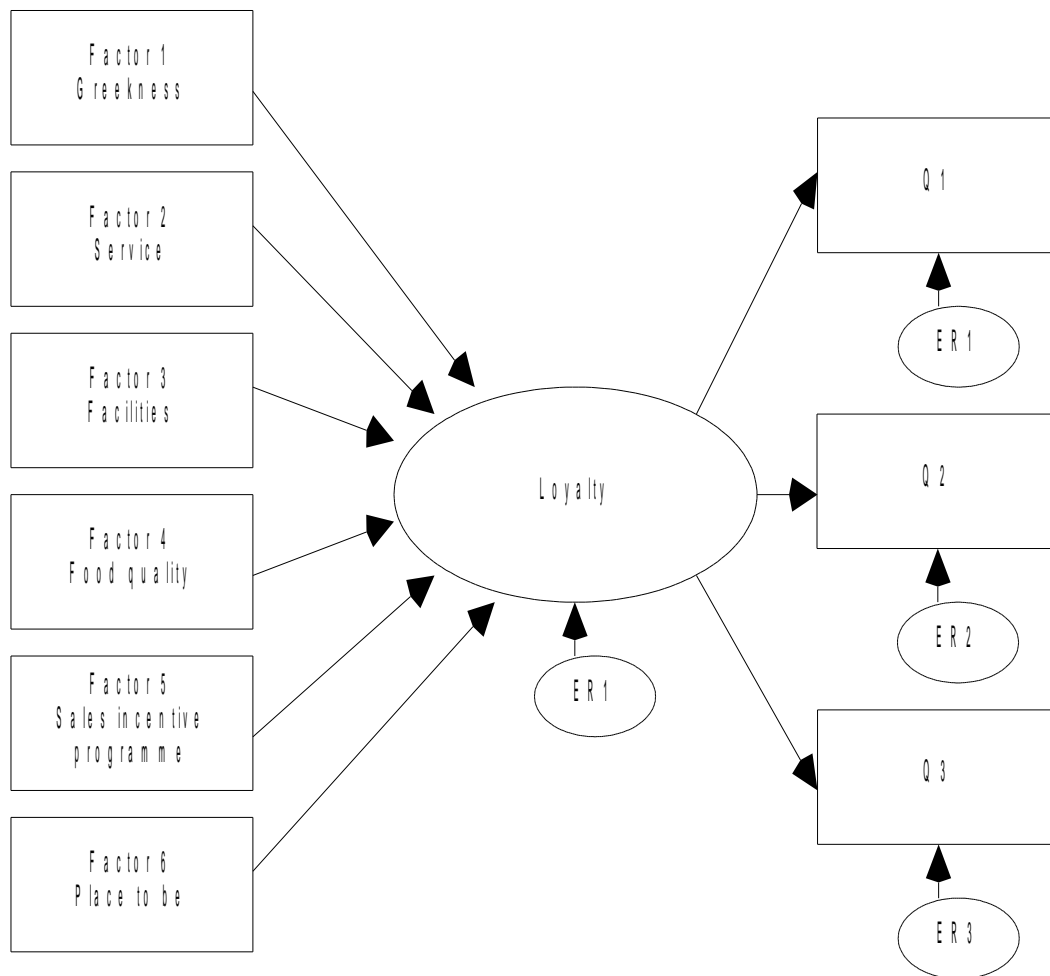 Factor 1
Greekness
Factor 2
Service
Factor 3
Facilities
Factor 4
Food quality
Factor 5
Sales incentive
programme
Factor 6
Place to be
Loyalty
ER1
Q1
ER1
Q2
ER2
Q3
ER3